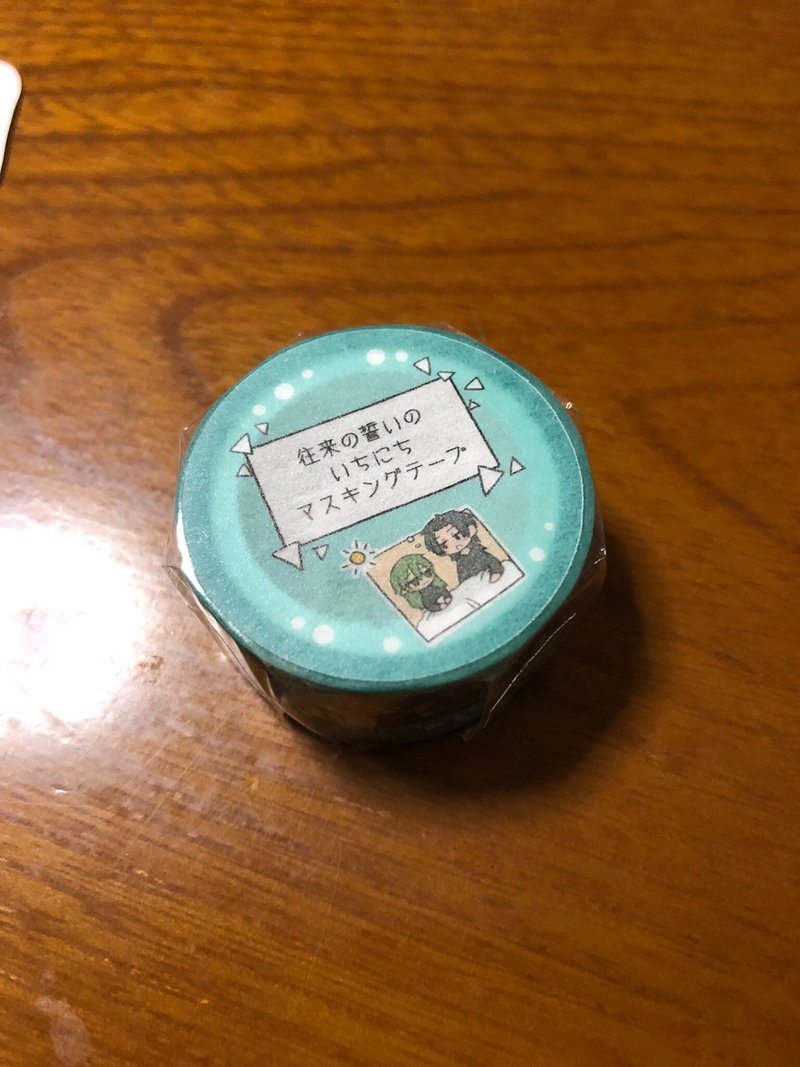 往来の誓いの
いちにち
マスキングテープ